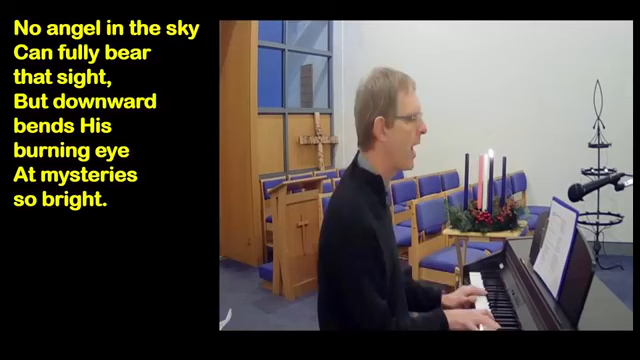 No angel in the sky
Can fully bear
that sight,
But downward
bends His
burning eye
At mysteries
so bright.